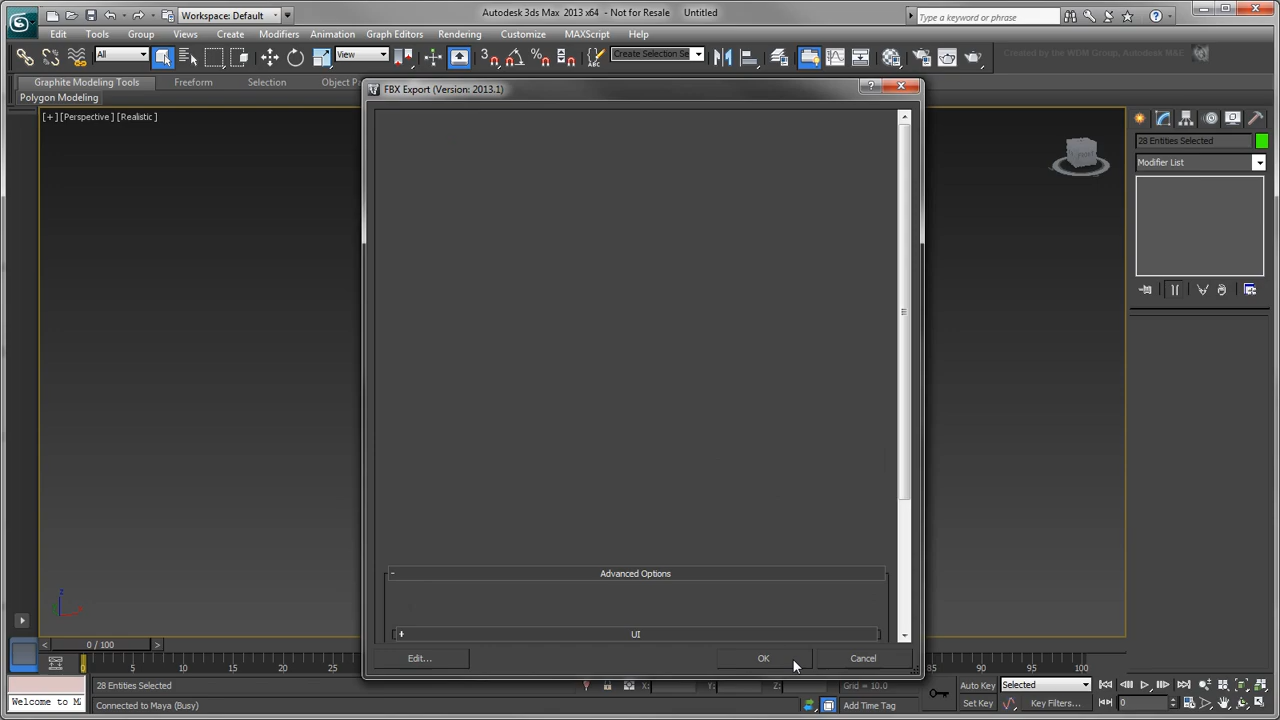 Workspace: Default
Autodesk 3ds Max 2013 x64 - Not for Resale Untitled
Type a keyword or phrase
Edit Tools Group Views Create Modifiers Animation Graph Editors Rendering Customize MAXScript Help
All View Create Selection Se
Created by the WDM Group, Autodesk M&E
Graphite Modeling Tools Freeform Selection Object Pa
Polygon Modeling
FBX Export (Version: 2013.1)
[+] [Perspective] [Realistic]
28 Entities Selected
Modifier List
- Advanced Options
+ UI
Edit... OK Cancel
z
< 0 / 100 >
0 5 10 15 20 25 85 90 95 100
28 Entities Selected X: Y: Z: Grid = 10.0 Auto Key Selected
Welcome to M Connected to Maya (Busy) Add Time Tag Set Key Key Filters... 0